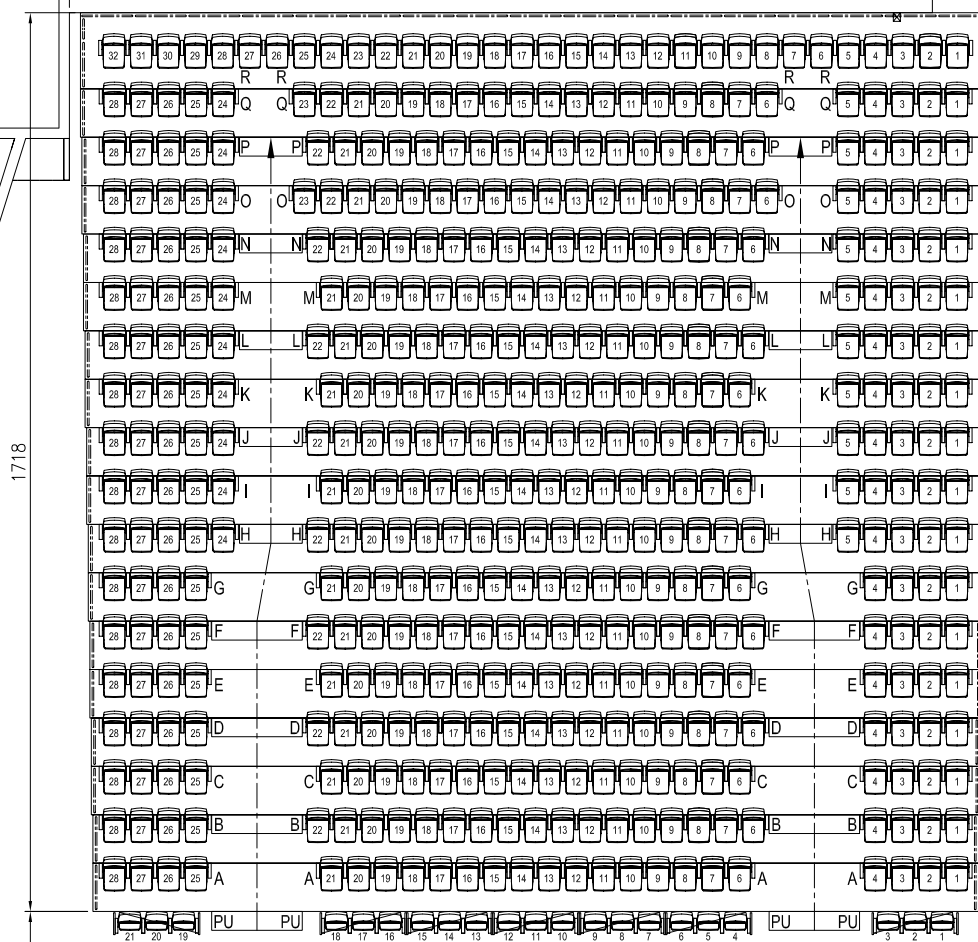 32 31 30 29 28 27 26 25 24 23 22 21 20 19 18 17 16 15 14 13 12 11 10 9 8 7 6 5 4 3 2 1
R R R R
28 27 26 25 24 Q Q 23 22 21 20 19 18 17 16 15 14 13 12 11 10 9 8 7 6 Q Q 5 4 3 2 1
28 27 26 25 24 P P 22 21 20 19 18 17 16 15 14 13 12 11 10 9 8 7 6 P P 5 4 3 2 1
28 27 26 25 24 O O 23 22 21 20 19 18 17 16 15 14 13 12 11 10 9 8 7 6 O O 5 4 3 2 1
28 27 26 25 24 N N 22 21 20 19 18 17 16 15 14 13 12 11 10 9 8 7 6 N N 5 4 3 2 1
28 27 26 25 24 M M 21 20 19 18 17 16 15 14 13 12 11 10 9 8 7 6 M M 5 4 3 2 1
28 27 26 25 24 L L 22 21 20 19 18 17 16 15 14 13 12 11 10 9 8 7 6 L L 5 4 3 2 1
28 27 26 25 24 K K 21 20 19 18 17 16 15 14 13 12 11 10 9 8 7 6 K K 5 4 3 2 1
28 27 26 25 24 J J 22 21 20 19 18 17 16 15 14 13 12 11 10 9 8 7 6 J J 5 4 3 2 1
1718
28 27 26 25 24 I I 21 20 19 18 17 16 15 14 13 12 11 10 9 8 7 6 I I 5 4 3 2 1
28 27 26 25 24 H H 22 21 20 19 18 17 16 15 14 13 12 11 10 9 8 7 6 H H 5 4 3 2 1
28 27 26 25 G G 21 20 19 18 17 16 15 14 13 12 11 10 9 8 7 6 G G 4 3 2 1
28 27 26 25 F F 22 21 20 19 18 17 16 15 14 13 12 11 10 9 8 7 6 F F 4 3 2 1
28 27 26 25 E E 21 20 19 18 17 16 15 14 13 12 11 10 9 8 7 6 E E 4 3 2 1
28 27 26 25 D D 22 21 20 19 18 17 16 15 14 13 12 11 10 9 8 7 6 D D 4 3 2 1
28 27 26 25 C C 21 20 19 18 17 16 15 14 13 12 11 10 9 8 7 6 C C 4 3 2 1
28 27 26 25 B B 22 21 20 19 18 17 16 15 14 13 12 11 10 9 8 7 6 B B 4 3 2 1
28 27 26 25 A A 21 20 19 18 17 16 15 14 13 12 11 10 9 8 7 6 A A 4 3 2 1
21 20 19 PU PU 18 17 16 15 14 13 12 11 10 9 8 7 6 5 4 PU PU 3 2 1